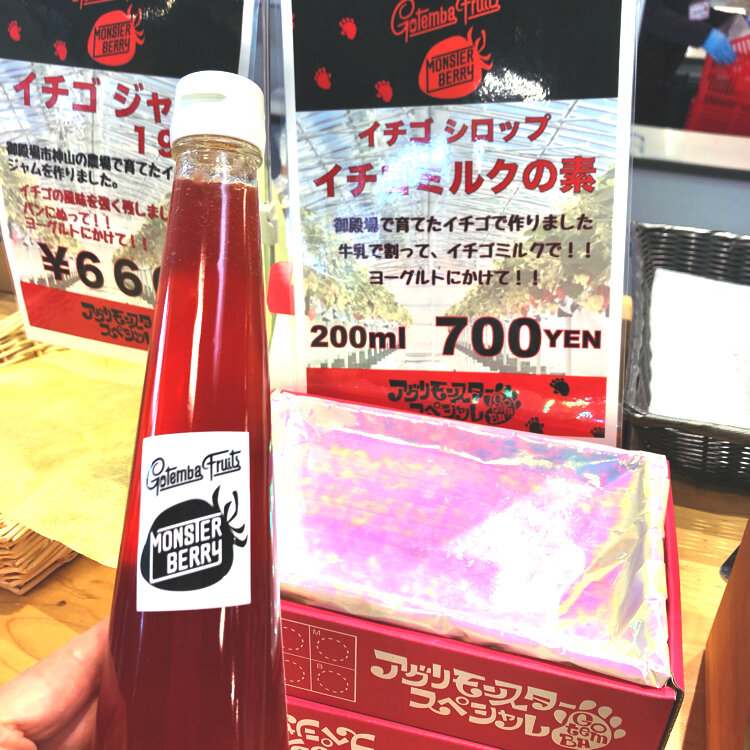 MONSTER
BERRY
イチゴ ジャ
御殿場市神山の農場で育てたイ
ジャムを作りました。
イチゴの風味を強く残しま
パンにぬって!!
ヨーグルトにかけて!!
¥66
アグリモンスター
スペシャル
Gotemba Fruits
MONSTER
BERRY
イチゴ シロップ
イチゴミルクの素
御殿場で育てたイチゴで作りました
牛乳で割って、イチゴミルクで!!
ヨーグルトにかけて!!
200ml 700YEN
アグリモンスター
スペシャル
GOTEMBA
Gotemba Fruits
MONSTER
BERRY
M
B
アグリモンスター
スペシャル
GOTEMBA